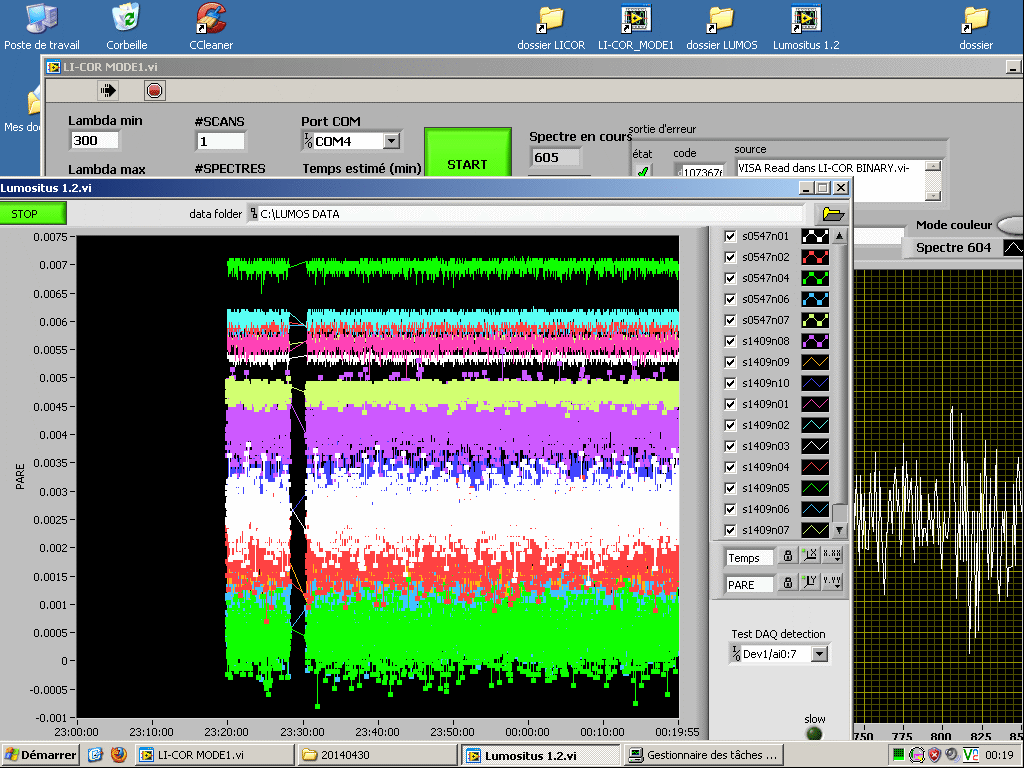 Poste de travail
Corbeille
CCleaner
dossier LICOR
LI-COR_MODE1
dossier LUMOS
Lumositus 1.2
dossier
LI-COR MODE1.vi
Lambda min
#SCANS
Port COM
Spectre en cours
sortie d'erreur
Mes
300
1
COM4
START
605
état
code
source
Lambda max
#SPECTRES
Temps estimé (min)
VISA Read dans LI-COR BINARY.vi-
Lumositus 1.2.vi
STOP
data folder
C:\LUMOS DATA
Mode couleur
Spectre 604
0.0075
0.007
0.0065
0.006
0.0055
0.005
0.0045
0.004
0.0035
0.003
0.0025
0.002
0.0015
0.001
0.0005
0
-0.0005
-0.001
PARE
23:00:00
23:10:00
23:20:00
23:30:00
23:40:00
23:50:00
00:00:00
00:10:00
00:19:55
s0547n01
s0547n02
s0547n04
s0547n06
s0547n07
s1409n08
s1409n09
s1409n10
s1409n01
s1409n02
s1409n03
s1409n04
s1409n05
s1409n06
s1409n07
Temps
X.XX
PARE
Y.YY
Test DAQ detection
Dev1/ai0:7
slow
750
775
800
825
Démarrer
LI-COR MODE1.vi
20140430
Lumositus 1.2.vi
Gestionnaire des tâches ...
00:19